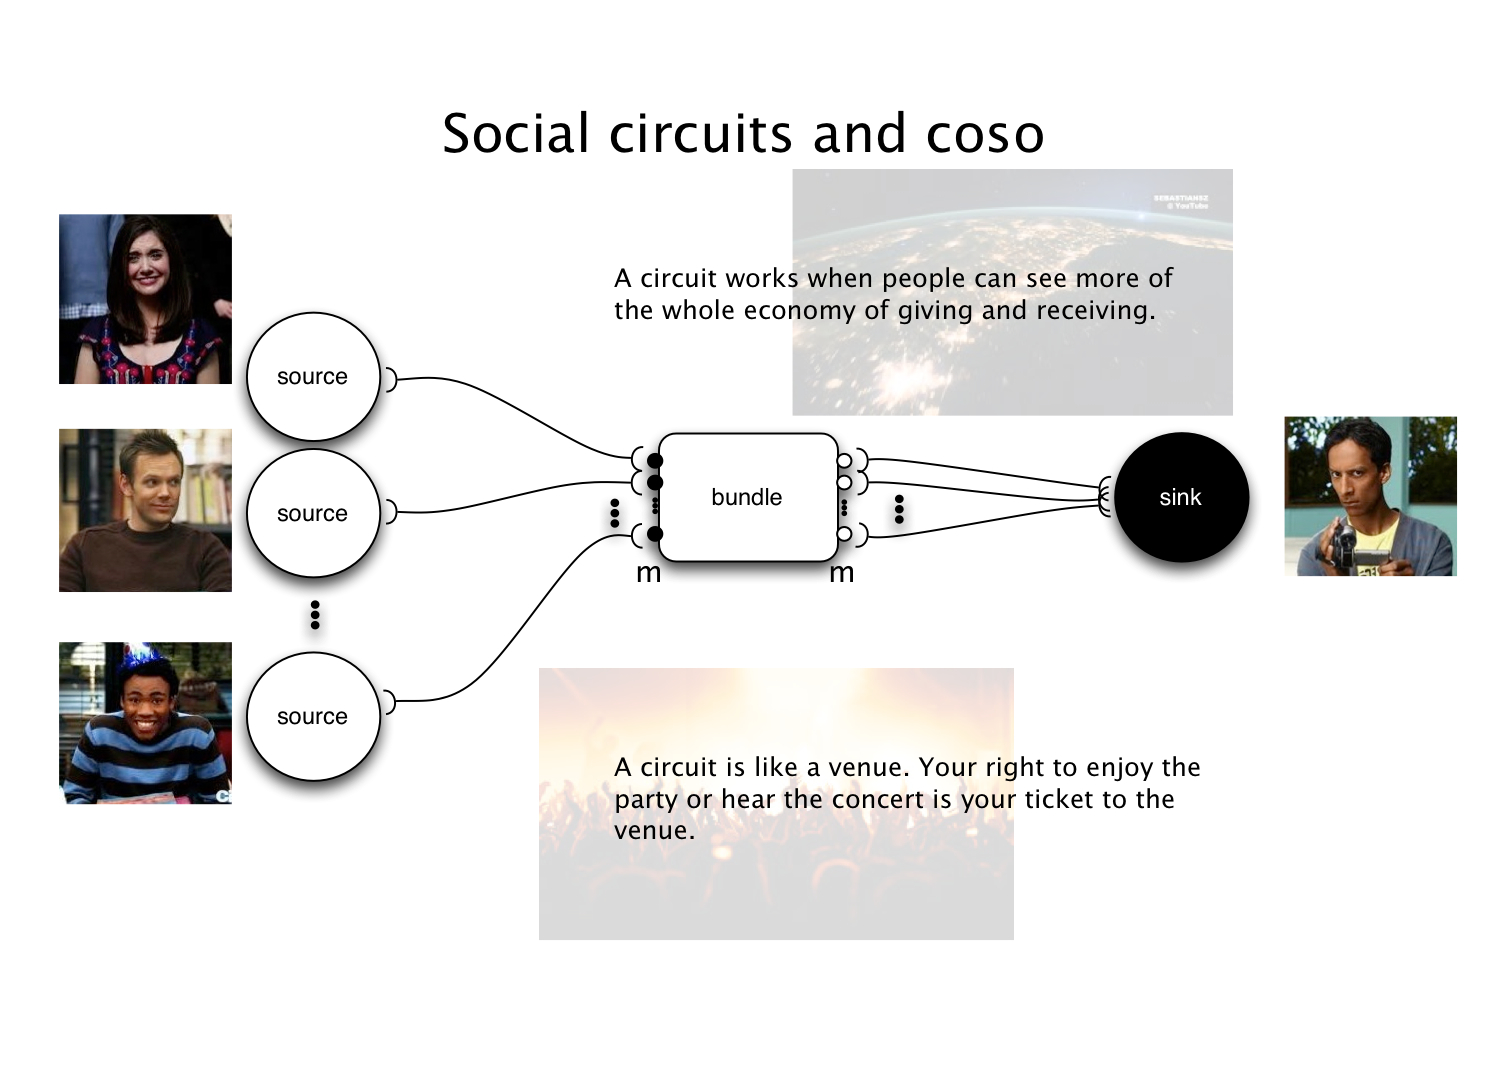 Social circuits and coso
SEBASTIANSZ
@ YouTube
A circuit works when people can see more of
the whole economy of giving and receiving.
source
source
bundle
sink
m
m
source
A circuit is like a venue. Your right to enjoy the
party or hear the concert is your ticket to the
venue.